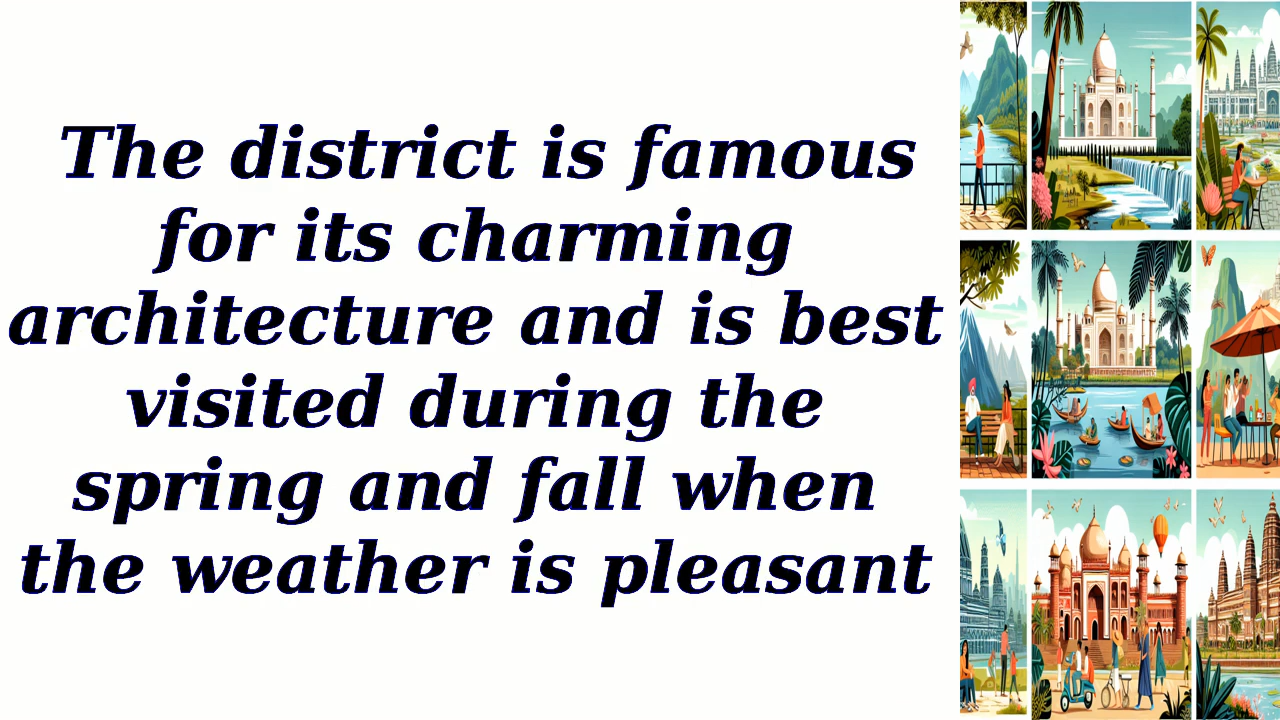 The district is famous
for its charming
architecture and is best
visited during the
spring and fall when
the weather is pleasant